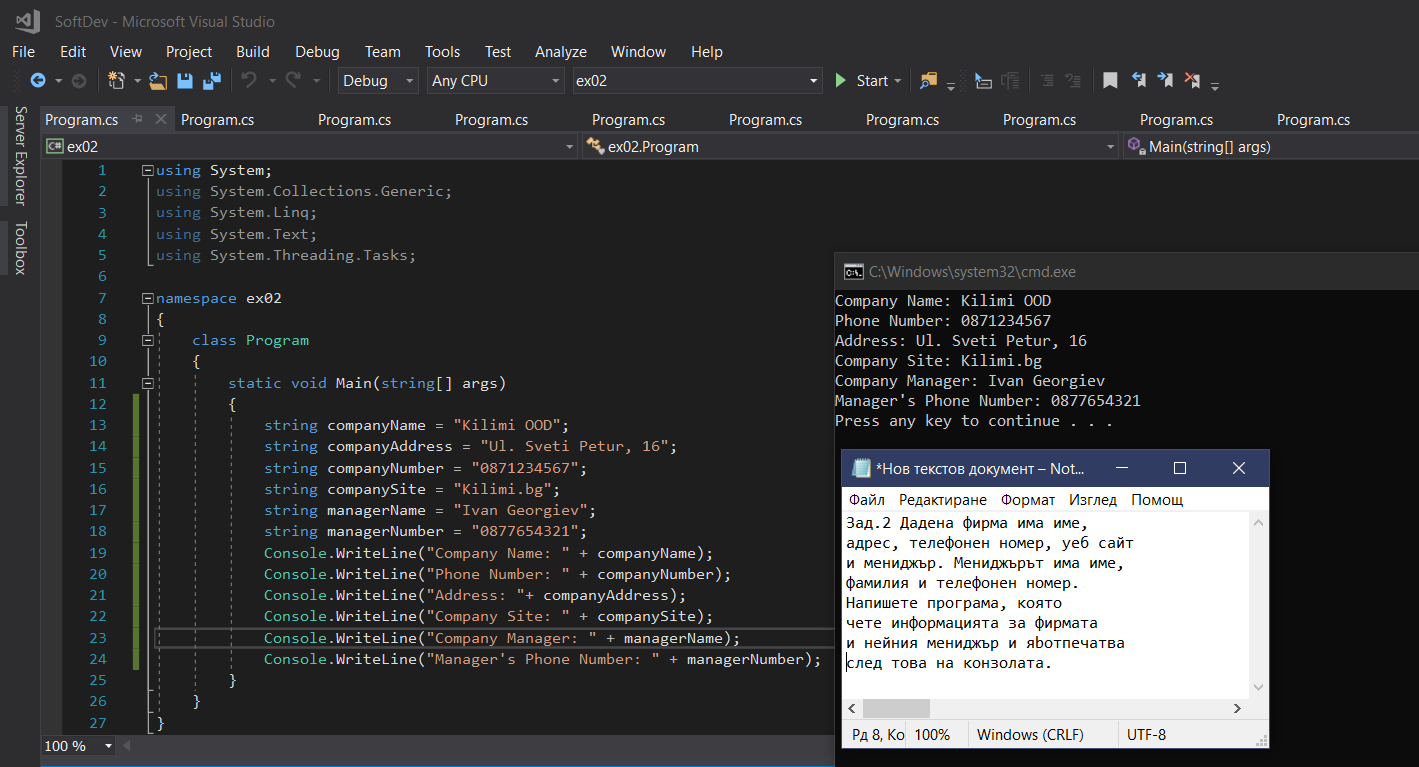 SoftDev - Microsoft Visual Studio
File Edit View Project Build Debug Team Tools Test Analyze Window Help
Debug Any CPU ex02 Start
Server Explorer
Toolbox
Program.cs Program.cs Program.cs Program.cs Program.cs Program.cs Program.cs Program.cs Program.cs Program.cs
C# ex02 ex02.Program Main(string[] args)
1 using System;
2 using System.Collections.Generic;
3 using System.Linq;
4 using System.Text;
5 using System.Threading.Tasks;
6
7 namespace ex02
8 {
9 class Program
10 {
11 static void Main(string[] args)
12 {
13 string companyName = "Kilimi OOD";
14 string companyAddress = "Ul. Sveti Petur, 16";
15 string companyNumber = "0871234567";
16 string companySite = "Kilimi.bg";
17 string managerName = "Ivan Georgiev";
18 string managerNumber = "0877654321";
19 Console.WriteLine("Company Name: " + companyName);
20 Console.WriteLine("Phone Number: " + companyNumber);
21 Console.WriteLine("Address: "+ companyAddress);
22 Console.WriteLine("Company Site: " + companySite);
23 Console.WriteLine("Company Manager: " + managerName);
24 Console.WriteLine("Manager's Phone Number: " + managerNumber);
25 }
26 }
27 }
100 %
C:\Windows\system32\cmd.exe
Company Name: Kilimi OOD
Phone Number: 0871234567
Address: Ul. Sveti Petur, 16
Company Site: Kilimi.bg
Company Manager: Ivan Georgiev
Manager's Phone Number: 0877654321
Press any key to continue . . .
*Нов текстов документ – Not...
Файл Редактиране Формат Изглед Помощ
Зад.2 Дадена фирма има име,
адрес, телефонен номер, уеб сайт
и мениджър. Мениджърът има име,
фамилия и телефонен номер.
Напишете програма, която
чете информацията за фирмата
и нейния мениджър и яbотпечатва
след това на конзолата.
Рд 8, Ко 100% Windows (CRLF) UTF-8